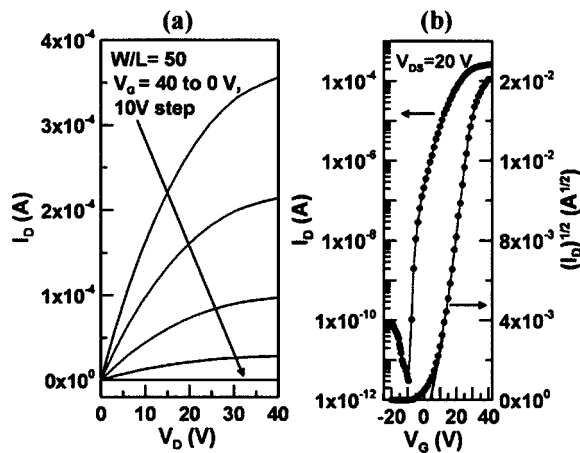 (a)
4x10⁻⁴
3x10⁻⁴
2x10⁻⁴
1x10⁻⁴
0x10⁰
I_D (A)
W/L= 50
V_G = 40 to 0 V,
10V step
0 10 20 30 40
V_D (V)
(b)
V_DS=20 V
1x10⁻⁴
1x10⁻⁶
1x10⁻⁸
1x10⁻¹⁰
1x10⁻¹²
I_D (A)
2x10⁻²
1x10⁻²
8x10⁻³
4x10⁻³
0x10⁰
(I_D)^1/2 (A^1/2)
-20 0 20 40
V_G (V)